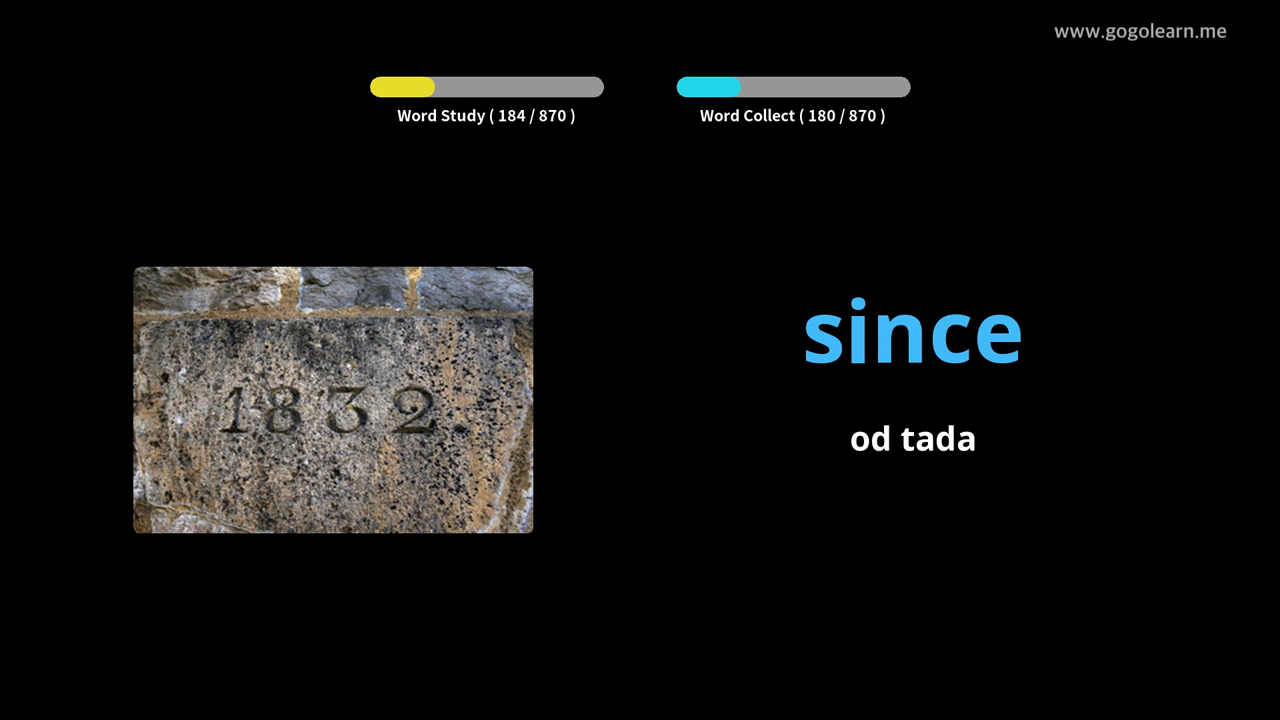 www.gogolearn.me
Word Study ( 184 / 870 )
Word Collect ( 180 / 870 )
1832.
since
od tada